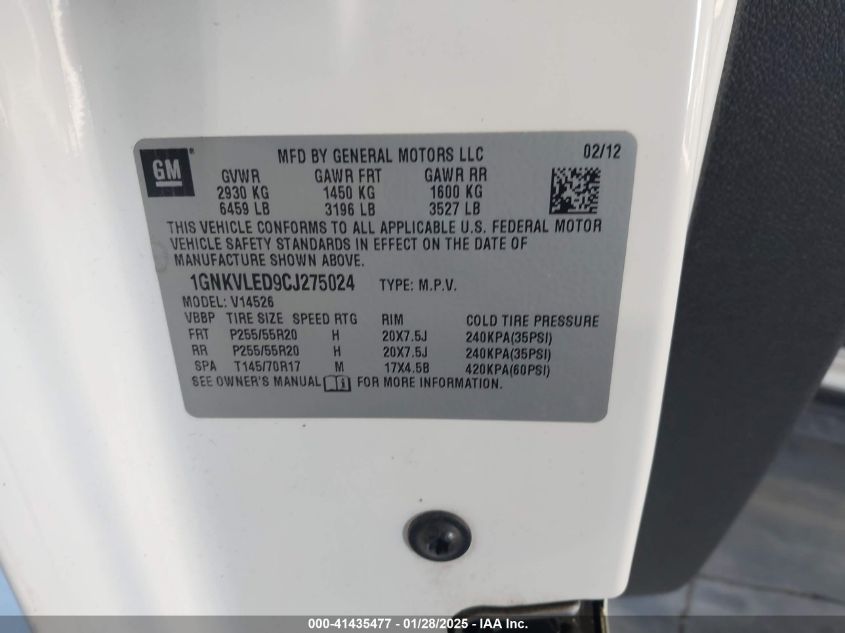 GM
MFD BY GENERAL MOTORS LLC 02/12
GVWR GAWR FRT GAWR RR
2930 KG 1450 KG 1600 KG
6459 LB 3196 LB 3527 LB
THIS VEHICLE CONFORMS TO ALL APPLICABLE U.S. FEDERAL MOTOR
VEHICLE SAFETY STANDARDS IN EFFECT ON THE DATE OF
MANUFACTURE SHOWN ABOVE.
1GNKVLED9CJ275024 TYPE: M.P.V.
MODEL: V14526
VBBP TIRE SIZE SPEED RTG RIM COLD TIRE PRESSURE
FRT P255/55R20 H 20X7.5J 240KPA(35PSI)
RR P255/55R20 H 20X7.5J 240KPA(35PSI)
SPA T145/70R17 M 17X4.5B 420KPA(60PSI)
SEE OWNER'S MANUAL FOR MORE INFORMATION.
000-41435477 - 01/28/2025 - IAA Inc.